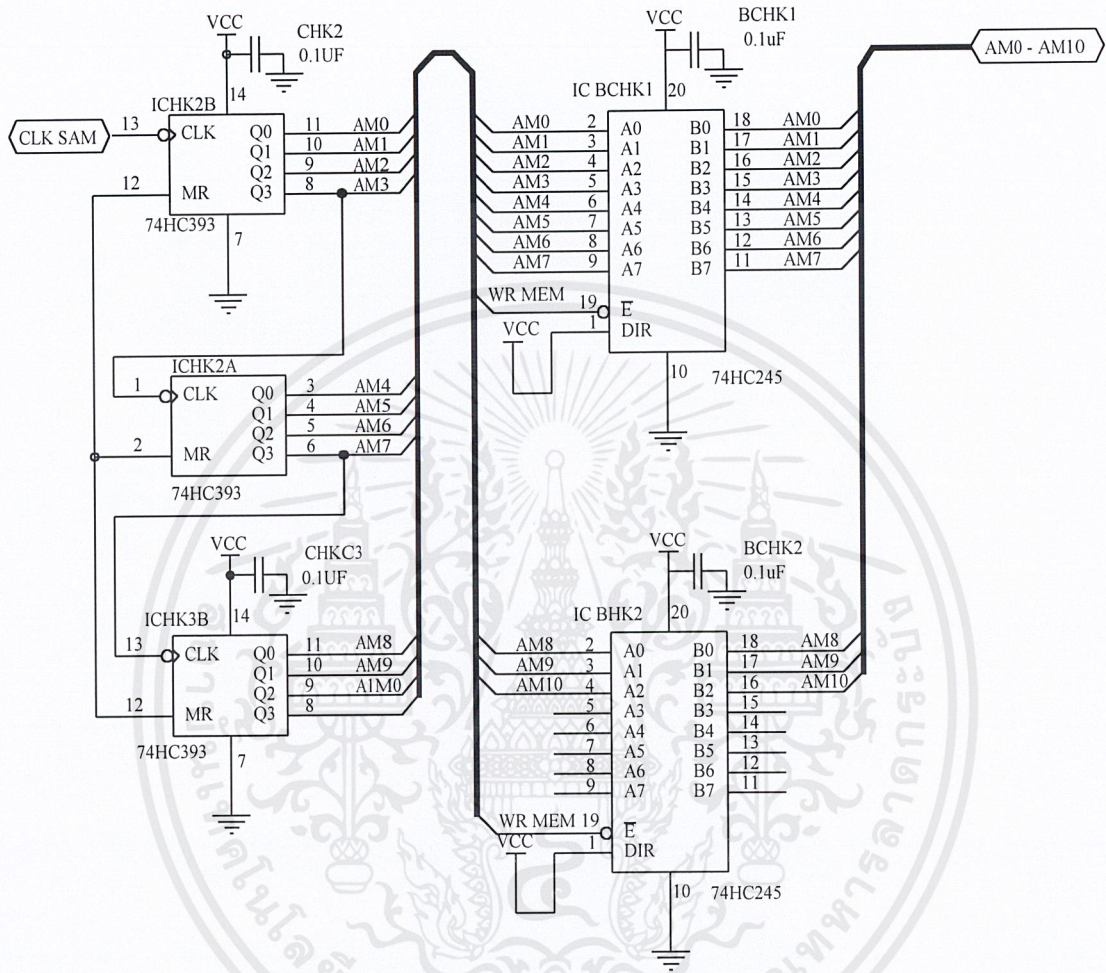 VCC
CHK2
0.1UF
14
ICHK2B
CLK SAM
13
CLK
Q0
11
AM0
Q1
10
AM1
Q2
9
AM2
12
MR
Q3
8
AM3
74HC393
7
ICHK2A
1
CLK
Q0
3
AM4
Q1
4
AM5
Q2
5
AM6
2
MR
Q3
6
AM7
74HC393
VCC
CHKC3
0.1UF
14
ICHK3B
13
CLK
Q0
11
AM8
Q1
10
AM9
Q2
9
A1M0
12
MR
Q3
8
74HC393
7
VCC
BCHK1
0.1uF
20
IC BCHK1
AM0 2 A0 B0 18 AM0
AM1 3 A1 B1 17 AM1
AM2 4 A2 B2 16 AM2
AM3 5 A3 B3 15 AM3
AM4 6 A4 B4 14 AM4
AM5 7 A5 B5 13 AM5
AM6 8 A6 B6 12 AM6
AM7 9 A7 B7 11 AM7
WR MEM 19 E
VCC 1 DIR
10
74HC245
AM0 - AM10
VCC
BCHK2
0.1uF
20
IC BHK2
AM8 2 A0 B0 18 AM8
AM9 3 A1 B1 17 AM9
AM10 4 A2 B2 16 AM10
5 A3 B3 15
6 A4 B4 14
7 A5 B5 13
8 A6 B6 12
9 A7 B7 11
WR MEM 19 E
VCC 1 DIR
10
74HC245